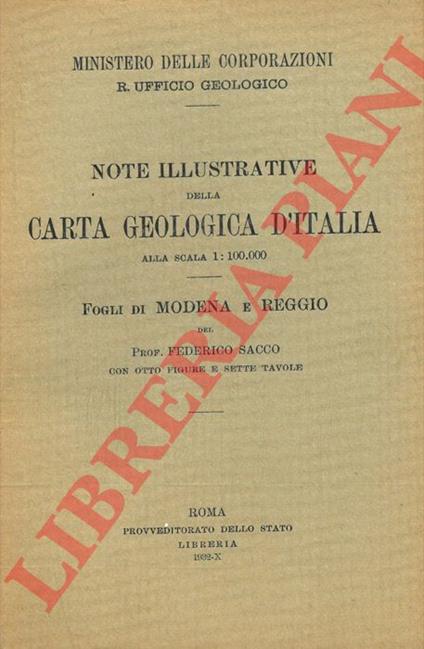 MINISTERO DELLE CORPORAZIONI
R. UFFICIO GEOLOGICO
NOTE ILLUSTRATIVE
DELLA
CARTA GEOLOGICA D'ITALIA
ALLA SCALA 1:100.000
FOGLI DI MODENA E REGGIO
DEL
PROF. FEDERICO SACCO
CON OTTO FIGURE E SETTE TAVOLE
ROMA
PROVVEDITORATO DELLO STATO
LIBRERIA
1932-X
LIBRERIA PIANI